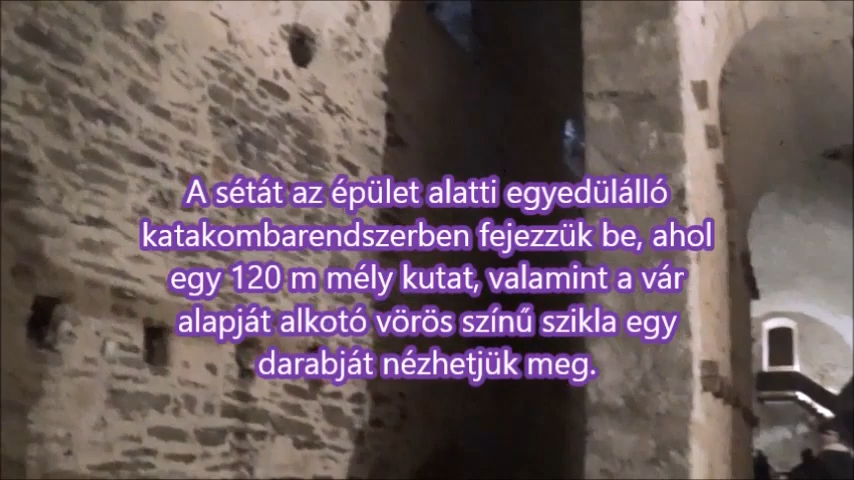 A sétát az épület alatti egyedülálló
katakombarendszerben fejezzük be, ahol
egy 120 m mély kutat, valamint a vár
alapját alkotó vörös színű szikla egy
darabját nézhetjük meg.